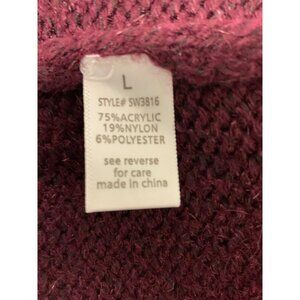 L
STYLE# SW3816
75%ACRYLIC
19%NYLON
6%POLYESTER
see reverse
for care
made in china